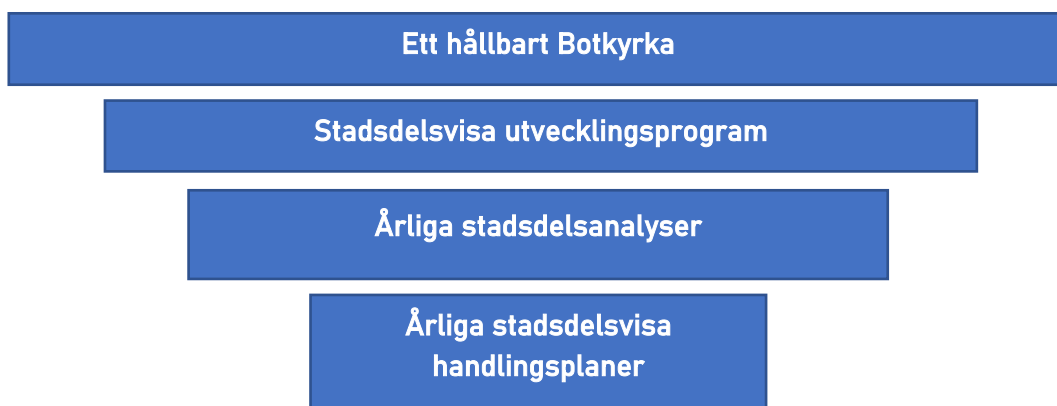 Ett hållbart Botkyrka
Stadsdelsvisa utvecklingsprogram
Årliga stadsdelsanalyser
Årliga stadsdelsvisa
handlingsplaner